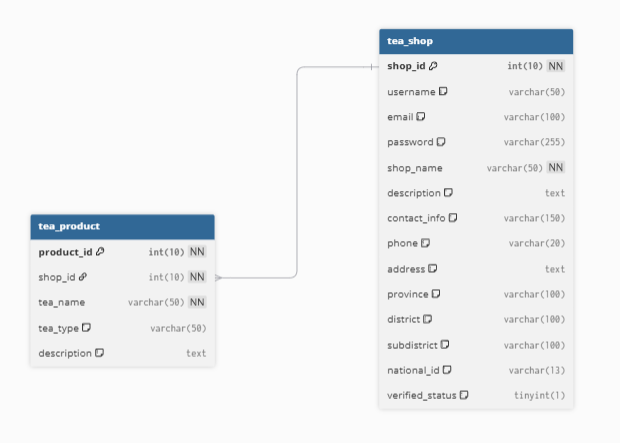 tea_shop
shop_id int(10) NN
username varchar(50)
email varchar(100)
password varchar(255)
shop_name varchar(50) NN
description text
contact_info varchar(150)
phone varchar(20)
address text
province varchar(100)
district varchar(100)
subdistrict varchar(100)
national_id varchar(13)
verified_status tinyint(1)
tea_product
product_id int(10) NN
shop_id int(10) NN
tea_name varchar(50) NN
tea_type varchar(50)
description text